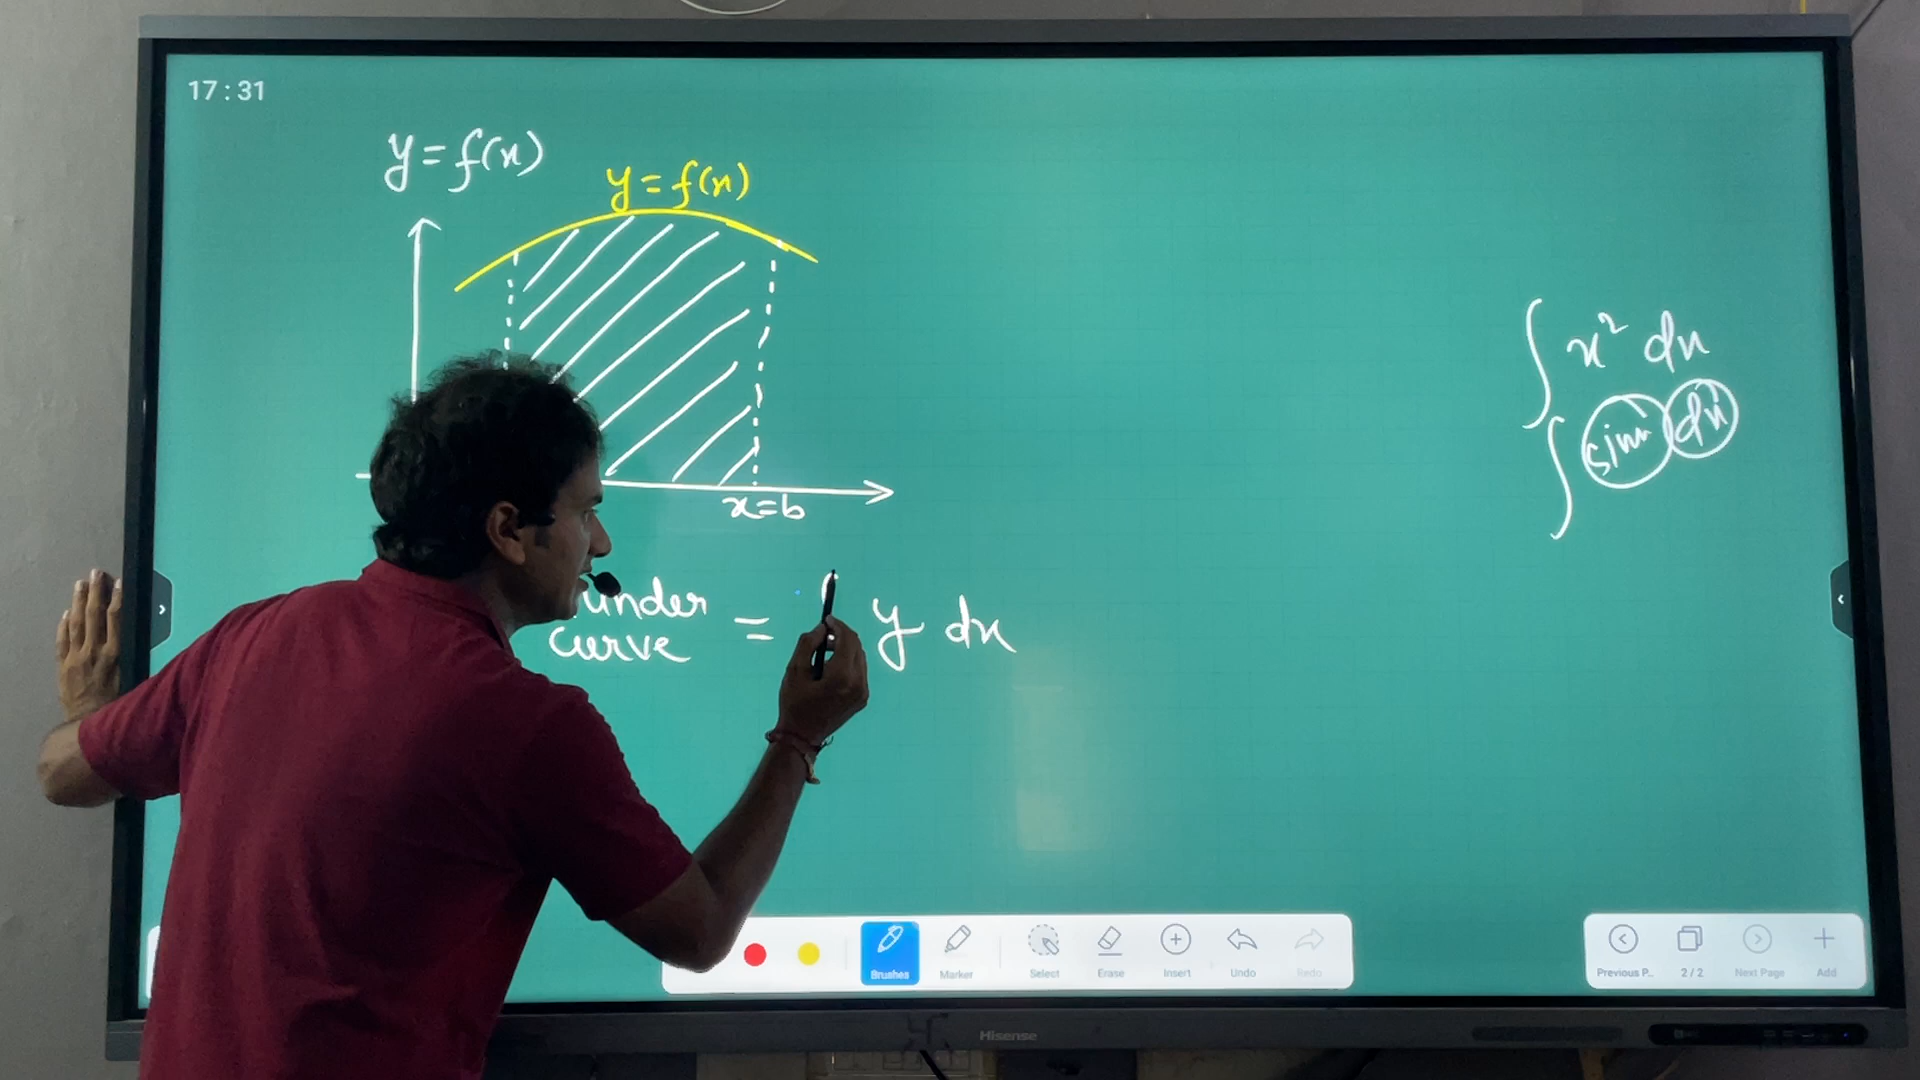 17:31
y=f(x)
y=f(x)
x=b
∫ x² dx
∫ sinx dx
under
curve = ∫ y dx
Brushes Marker Select Erase Insert Undo Redo
Previous P.. 2/2 Next Page Add
Hisense